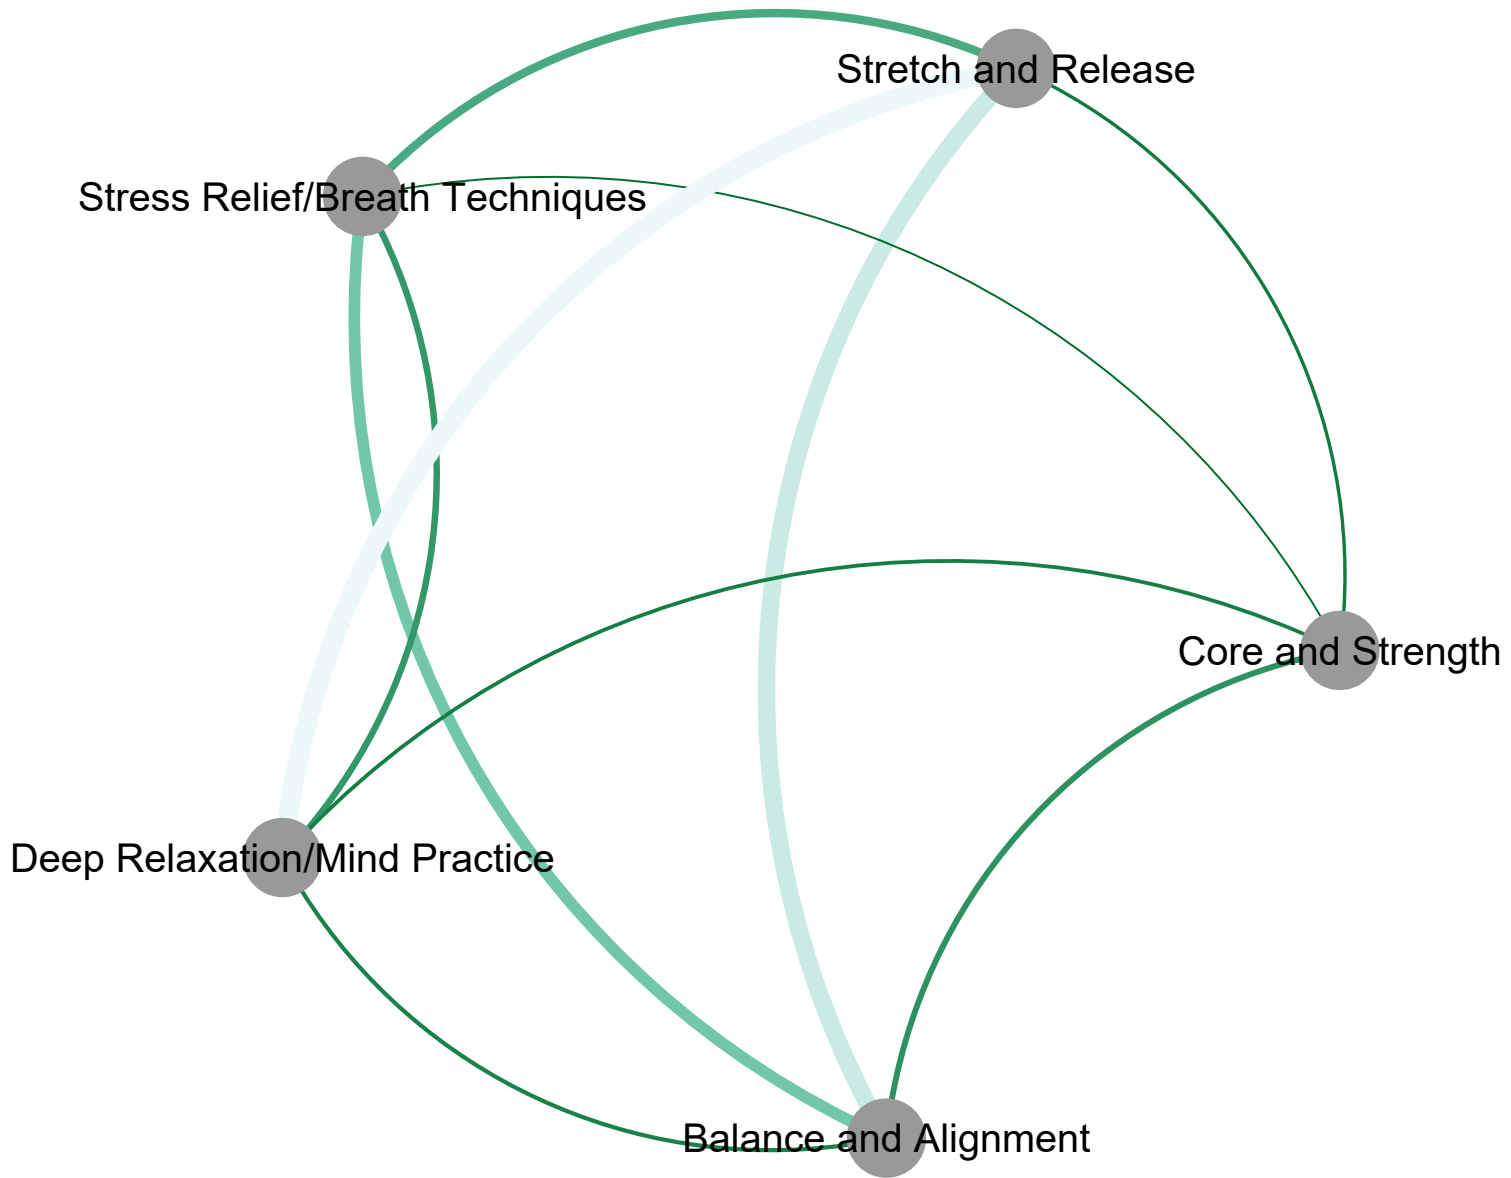 Stretch and Release
Stress Relief/Breath Techniques
Core and Strength
Deep Relaxation/Mind Practice
Balance and Alignment